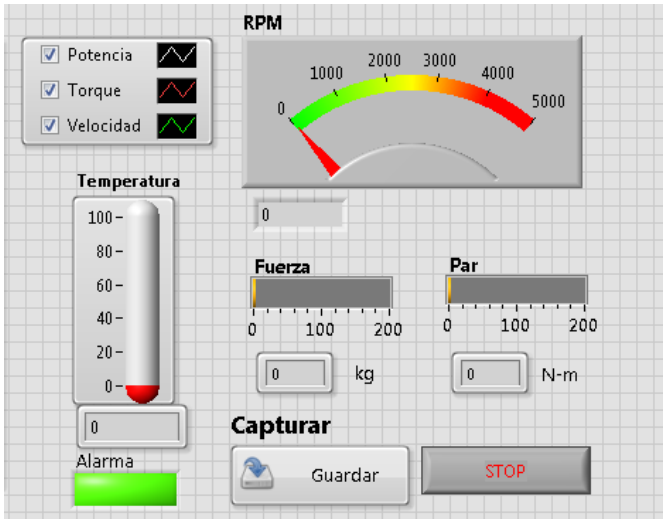 RPM
Potencia
Torque
Velocidad
0 1000 2000 3000 4000 5000
0
Temperatura
100
80
60
40
20
0
0
Alarma
Fuerza
0 100 200
0 kg
Par
0 100 200
0 N-m
Capturar
Guardar
STOP